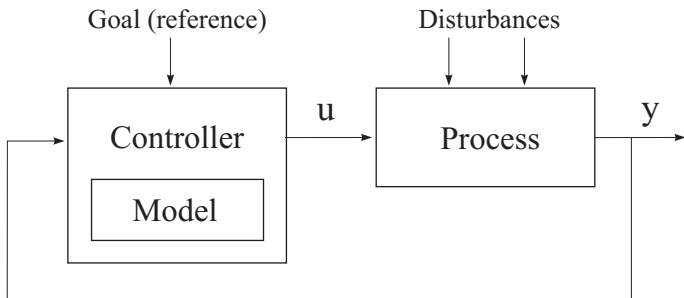 Goal (reference)
Disturbances
Controller
u
Process
y
Model